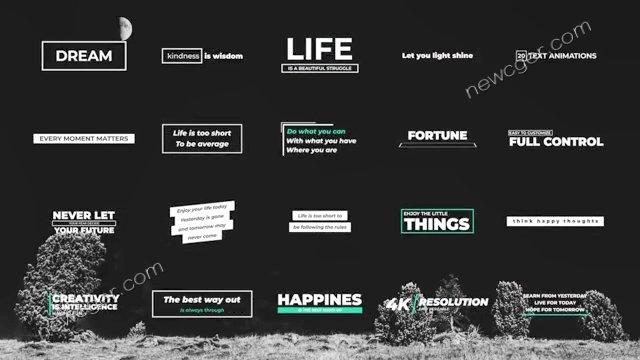 DREAM
kindness is wisdom
LIFE
IS A BEAUTIFUL STRUGGLE
Let you light shine
20 TEXT ANIMATIONS
newcger.com
EVERY MOMENT MATTERS
Life is too short
To be average
Do what you can
With what you have
Where you are
FORTUNE
EASY TO CUSTOMIZE
FULL CONTROL
NEVER LET
YOUR FUTURE
Enjoy your life today
Yesterday is gone
and tomorrow may
never come
Life is too short to
be following the rules
ENJOY THE LITTLE
THINGS
think happy thoughts
CREATIVITY
IS INTELLIGENCE
The best way out
is always through
HAPPINES
4K RESOLUTION
LEARN FROM YESTERDAY
LIVE FOR TODAY
HOPE FOR TOMORROW
newcger.com